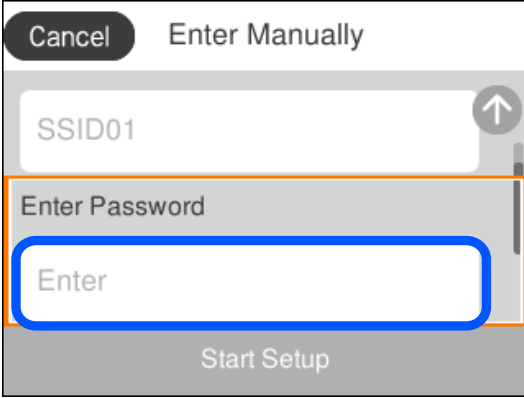 Cancel Enter Manually
SSID01
Enter Password
Enter
Start Setup